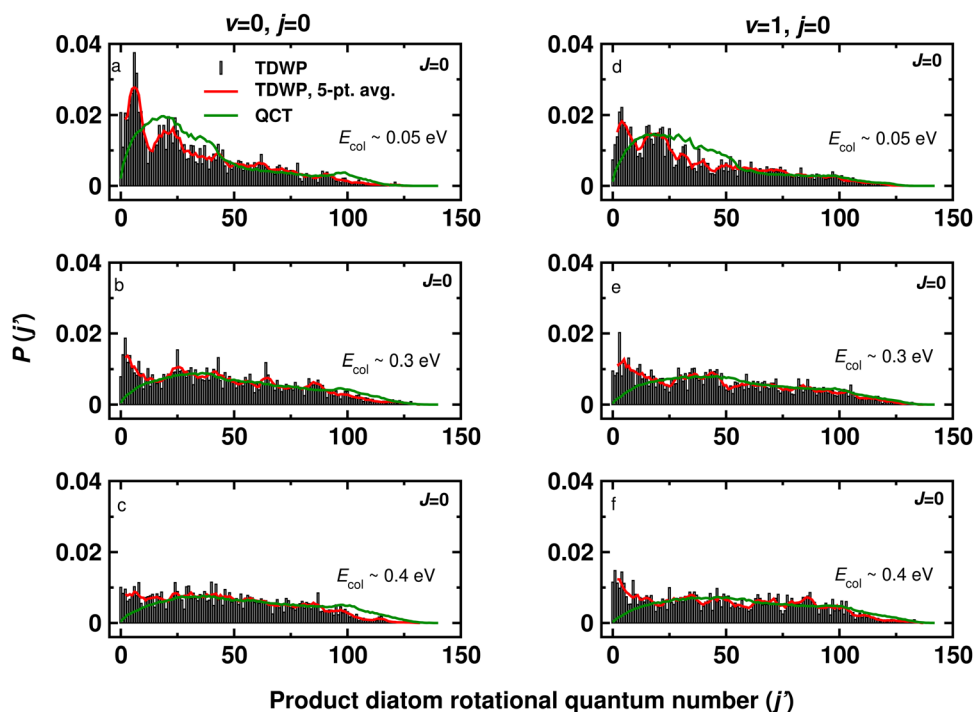 v=0, j=0
v=1, j=0
a
TDWP
TDWP, 5-pt. avg.
QCT
J=0
E_col ~ 0.05 eV
0.04
0.02
0
0
50
100
150
d
J=0
E_col ~ 0.05 eV
0.04
0.02
0
0
50
100
150
b
J=0
E_col ~ 0.3 eV
0.04
0.02
0
0
50
100
150
e
J=0
E_col ~ 0.3 eV
0.04
0.02
0
0
50
100
150
P (j')
c
J=0
E_col ~ 0.4 eV
0.04
0.02
0
0
50
100
150
f
J=0
E_col ~ 0.4 eV
0.04
0.02
0
0
50
100
150
Product diatom rotational quantum number (j')